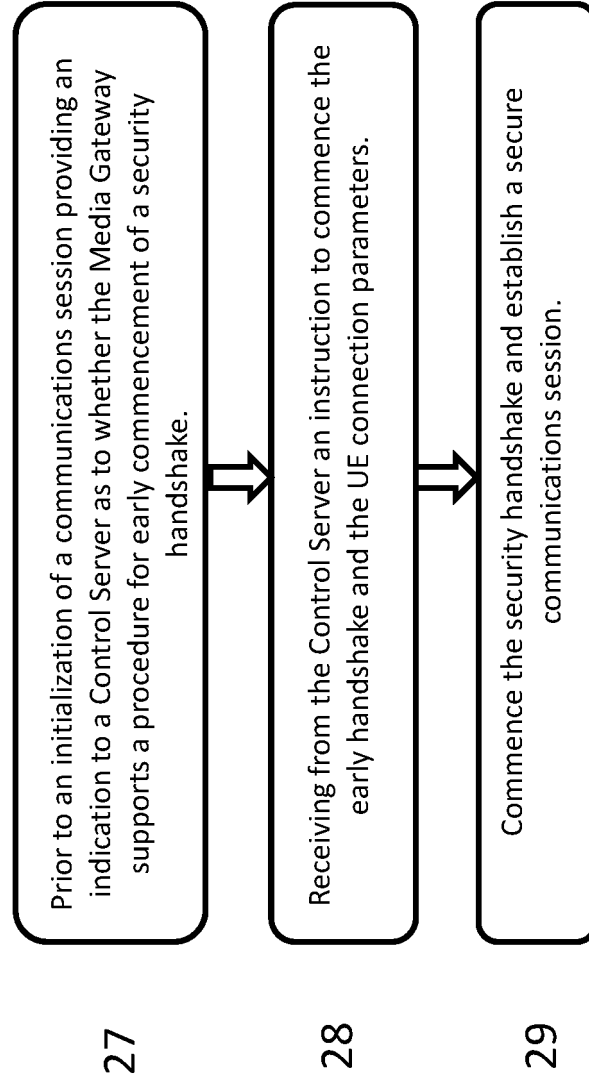 27
Prior to an initialization of a communications session providing an
indication to a Control Server as to whether the Media Gateway
supports a procedure for early commencement of a security
handshake.
28
Receiving from the Control Server an instruction to commence the
early handshake and the UE connection parameters.
29
Commence the security handshake and establish a secure
communications session.